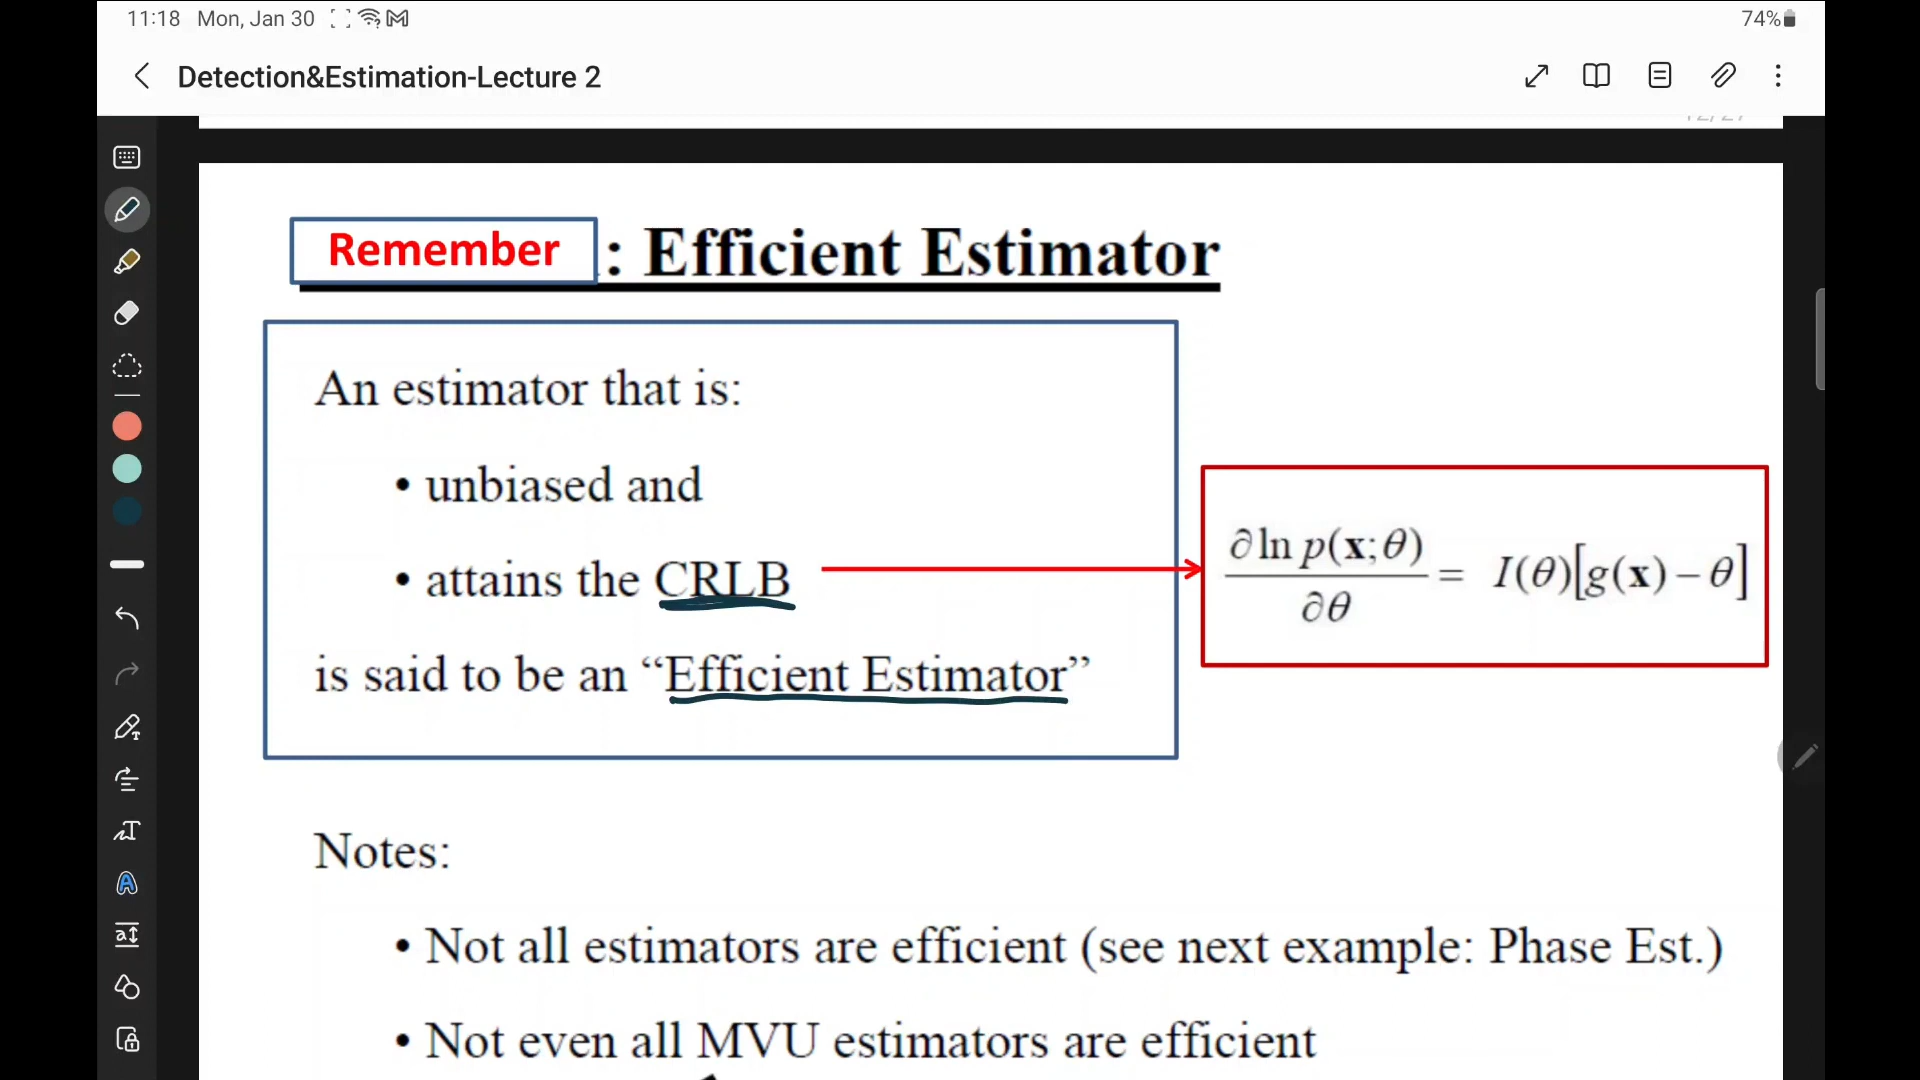 11:18 Mon, Jan 30
74%
Detection&Estimation-Lecture 2
Remember : Efficient Estimator
An estimator that is:
• unbiased and
• attains the CRLB
is said to be an “Efficient Estimator”
∂ ln p(x;θ) / ∂θ = I(θ)[g(x) − θ]
Notes:
• Not all estimators are efficient (see next example: Phase Est.)
• Not even all MVU estimators are efficient